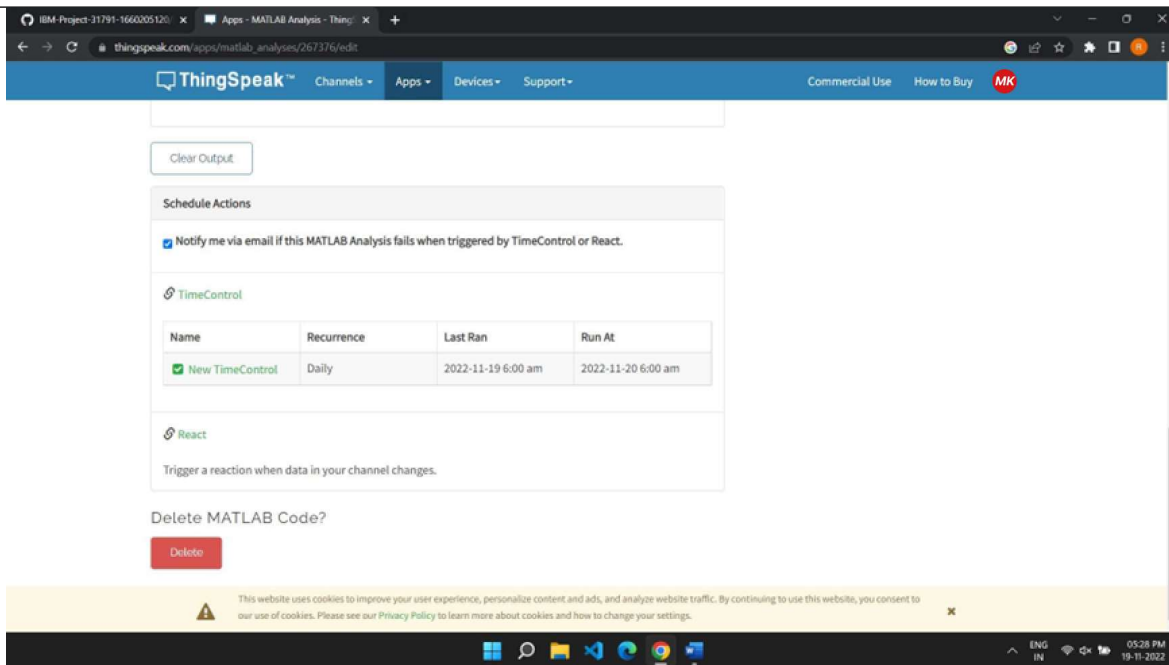 IBM-Project-31791-1660205120/
Apps - MATLAB Analysis - Thing
thingspeak.com/apps/matlab_analyses/267376/edit
R
ThingSpeak™ Channels Apps Devices Support Commercial Use How to Buy MK
Clear Output
Schedule Actions
Notify me via email if this MATLAB Analysis fails when triggered by TimeControl or React.
TimeControl
Name Recurrence Last Ran Run At
New TimeControl Daily 2022-11-19 6:00 am 2022-11-20 6:00 am
React
Trigger a reaction when data in your channel changes.
Delete MATLAB Code?
Delete
This website uses cookies to improve your user experience, personalize content and ads, and analyze website traffic. By continuing to use this website, you consent to
our use of cookies. Please see our Privacy Policy to learn more about cookies and how to change your settings.
ENG 05:28 PM
IN 19-11-2022